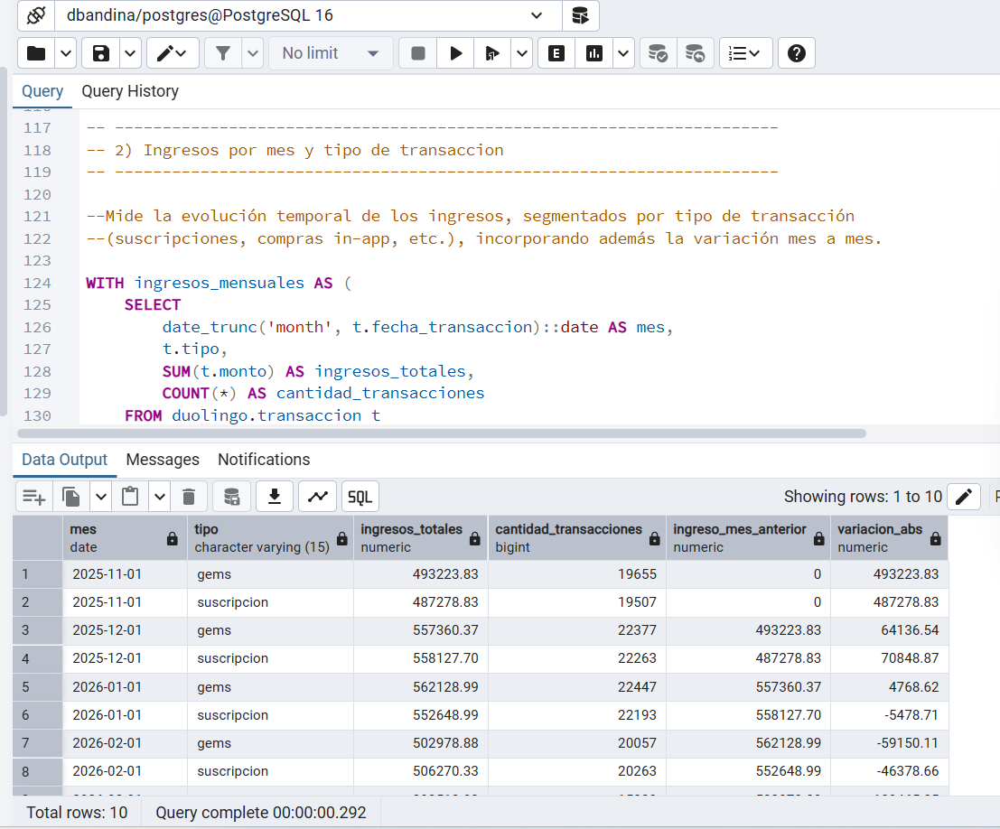 dbandina/postgres@PostgreSQL 16
No limit
E
Query Query History
116
117 -- ----------------------------------------------------------------------
118 -- 2) Ingresos por mes y tipo de transaccion
119 -- ----------------------------------------------------------------------
120
121 --Mide la evolución temporal de los ingresos, segmentados por tipo de transacción
122 --(suscripciones, compras in-app, etc.), incorporando además la variación mes a mes.
123
124 WITH ingresos_mensuales AS (
125 SELECT
126 date_trunc('month', t.fecha_transaccion)::date AS mes,
127 t.tipo,
128 SUM(t.monto) AS ingresos_totales,
129 COUNT(*) AS cantidad_transacciones
130 FROM duolingo.transaccion t
Data Output Messages Notifications
SQL Showing rows: 1 to 10
mes tipo ingresos_totales cantidad_transacciones ingreso_mes_anterior variacion_abs
date character varying (15) numeric bigint numeric numeric
1 2025-11-01 gems 493223.83 19655 0 493223.83
2 2025-11-01 suscripcion 487278.83 19507 0 487278.83
3 2025-12-01 gems 557360.37 22377 493223.83 64136.54
4 2025-12-01 suscripcion 558127.70 22263 487278.83 70848.87
5 2026-01-01 gems 562128.99 22447 557360.37 4768.62
6 2026-01-01 suscripcion 552648.99 22193 558127.70 -5478.71
7 2026-02-01 gems 502978.88 20057 562128.99 -59150.11
8 2026-02-01 suscripcion 506270.33 20263 552648.99 -46378.66
Total rows: 10 Query complete 00:00:00.292